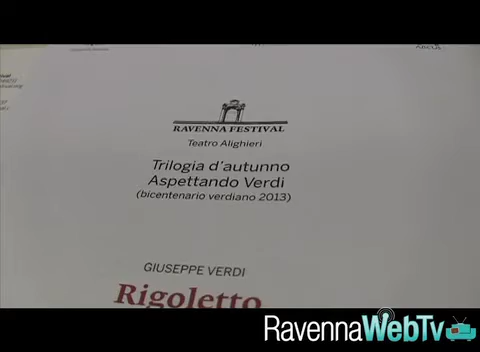 RAVENNA FESTIVAL
Teatro Alighieri
Trilogia d'autunno
Aspettando Verdi
(bicentenario verdiano 2013)
GIUSEPPE VERDI
Rigoletto
RavennaWebTv